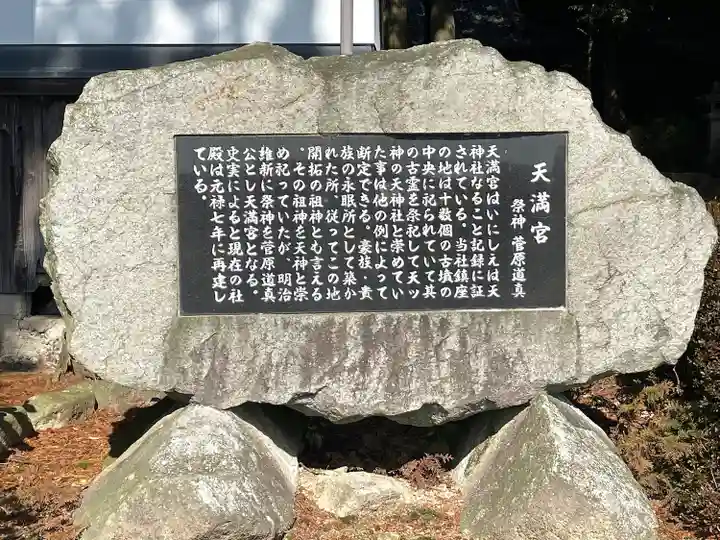 天満宮
祭神 菅原道真
天満宮はいにしえは天
神社なること記録に証
されている。当社鎮座
の地は十数個の古墳の
中央に祀られていて其
の古霊を祭祀して天ツ
神の天神社と崇めてい
た事は他の例によって
断定できる。豪族、貴
族の永眠所として築か
れた所、従ってこの地
開拓の祖神とも言える
。その祖神を天神と崇
め祀っていたが、明治
維新に祭神を菅原道真
公とし天満宮となる。
史実によると現在の社
殿は元禄七年に再建し
ている。